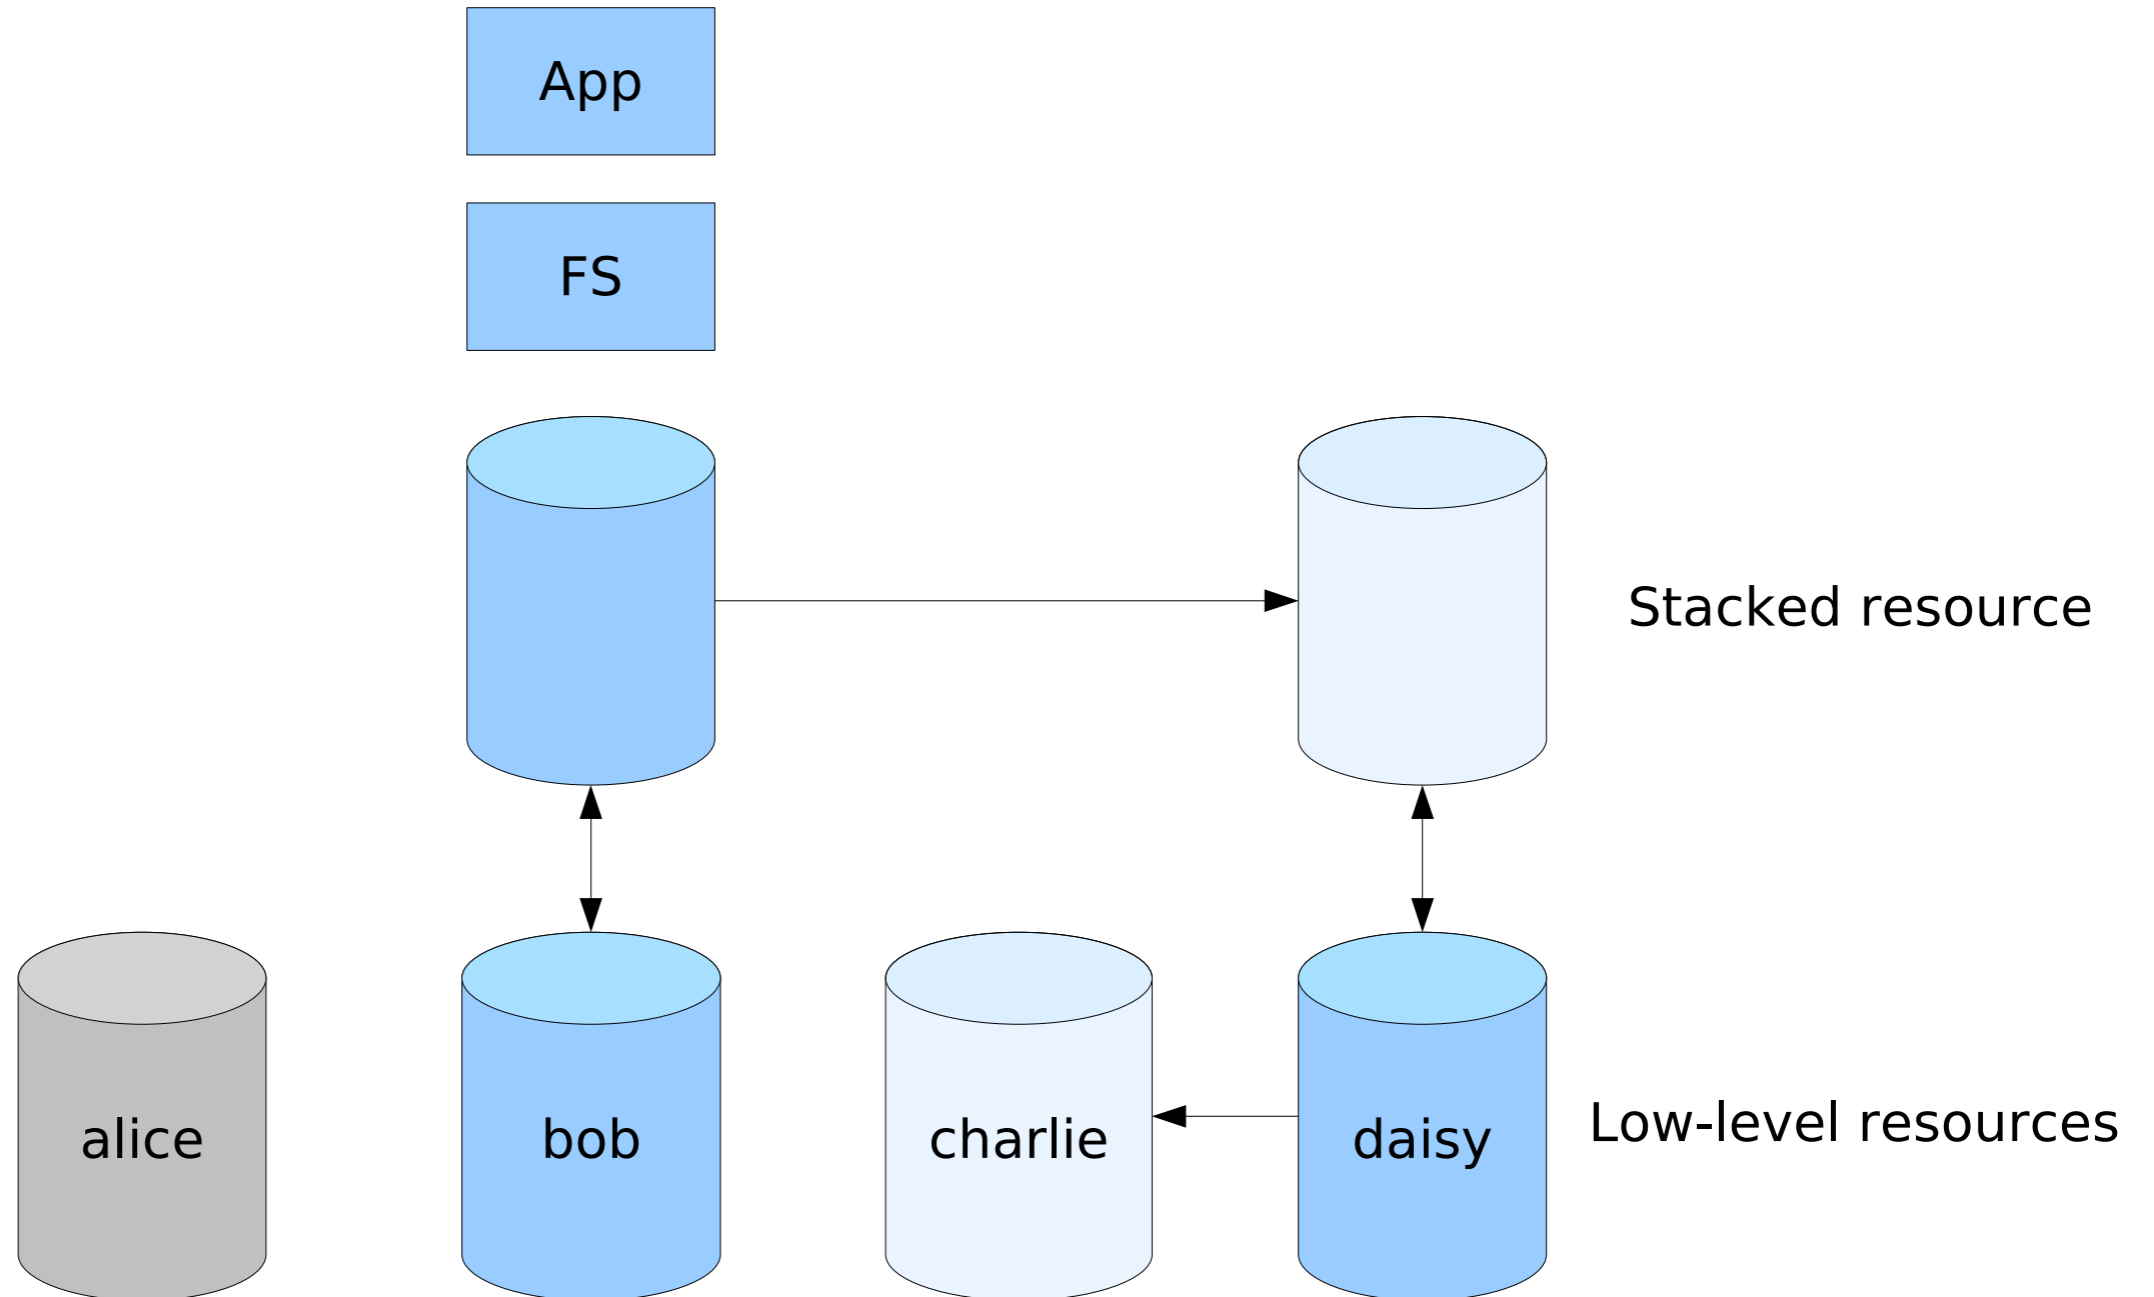 App
FS
Stacked resource
alice
bob
charlie
daisy
Low-level resources